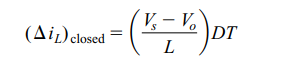 (Δi_L)_closed = ((V_s − V_o) / L) DT